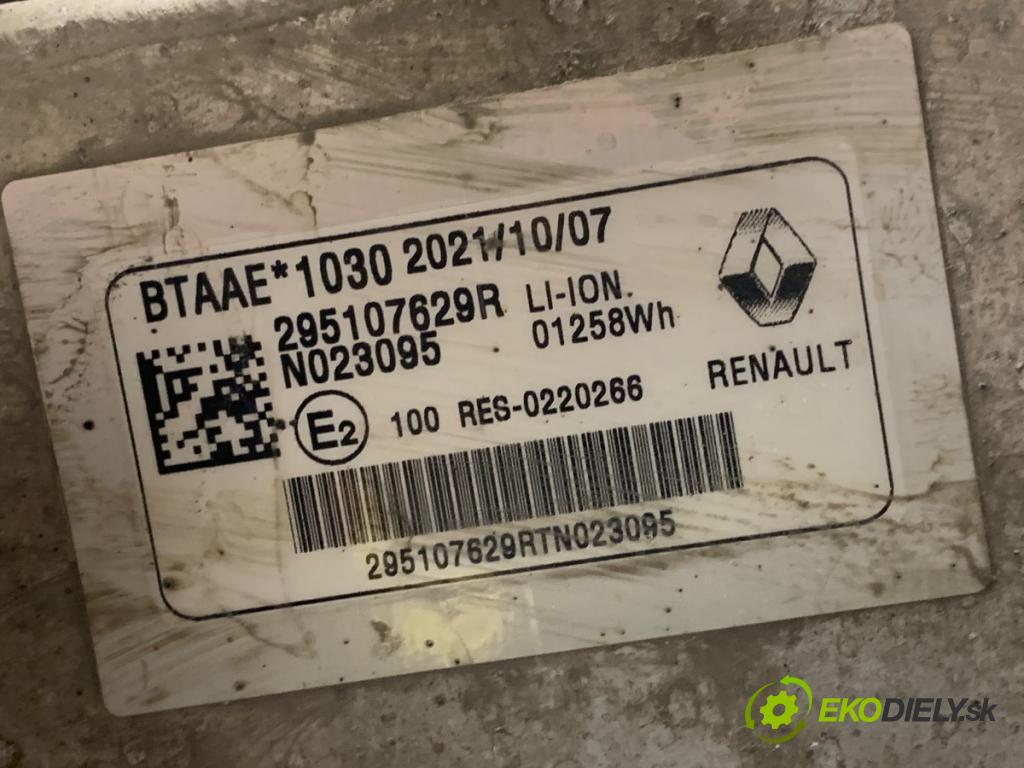 BTAAE*1030 2021/10/07
295107629R LI-ION.
N023095 01258Wh
E2 100 RES-0220266
RENAULT
295107629RTN023095
EKODIELY.sk